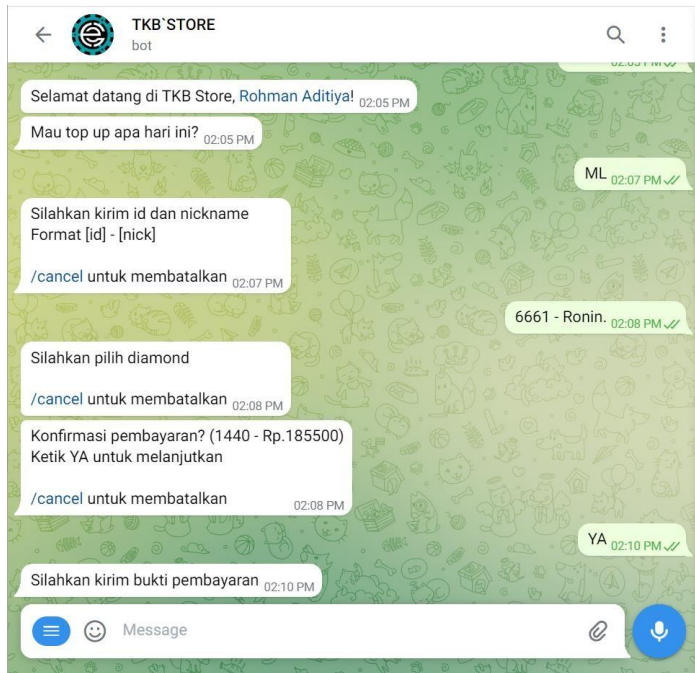 TKB`STORE
bot
Selamat datang di TKB Store, Rohman Aditiya! 02:05 PM
Mau top up apa hari ini? 02:05 PM
ML 02:07 PM
Silahkan kirim id dan nickname
Format [id] - [nick]
/cancel untuk membatalkan 02:07 PM
6661 - Ronin. 02:08 PM
Silahkan pilih diamond
/cancel untuk membatalkan 02:08 PM
Konfirmasi pembayaran? (1440 - Rp.185500)
Ketik YA untuk melanjutkan
/cancel untuk membatalkan 02:08 PM
YA 02:10 PM
Silahkan kirim bukti pembayaran 02:10 PM
Message